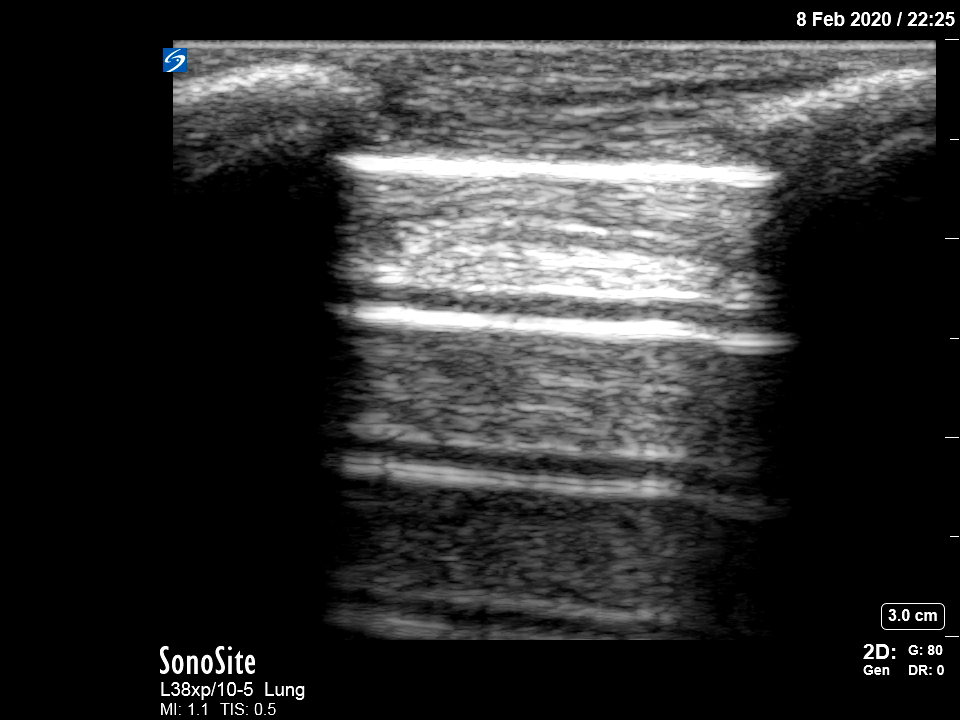 8 Feb 2020 / 22:25
3.0 cm
2D: G: 80
Gen DR: 0
SonoSite
L38xp/10-5 Lung
MI: 1.1 TIS: 0.5